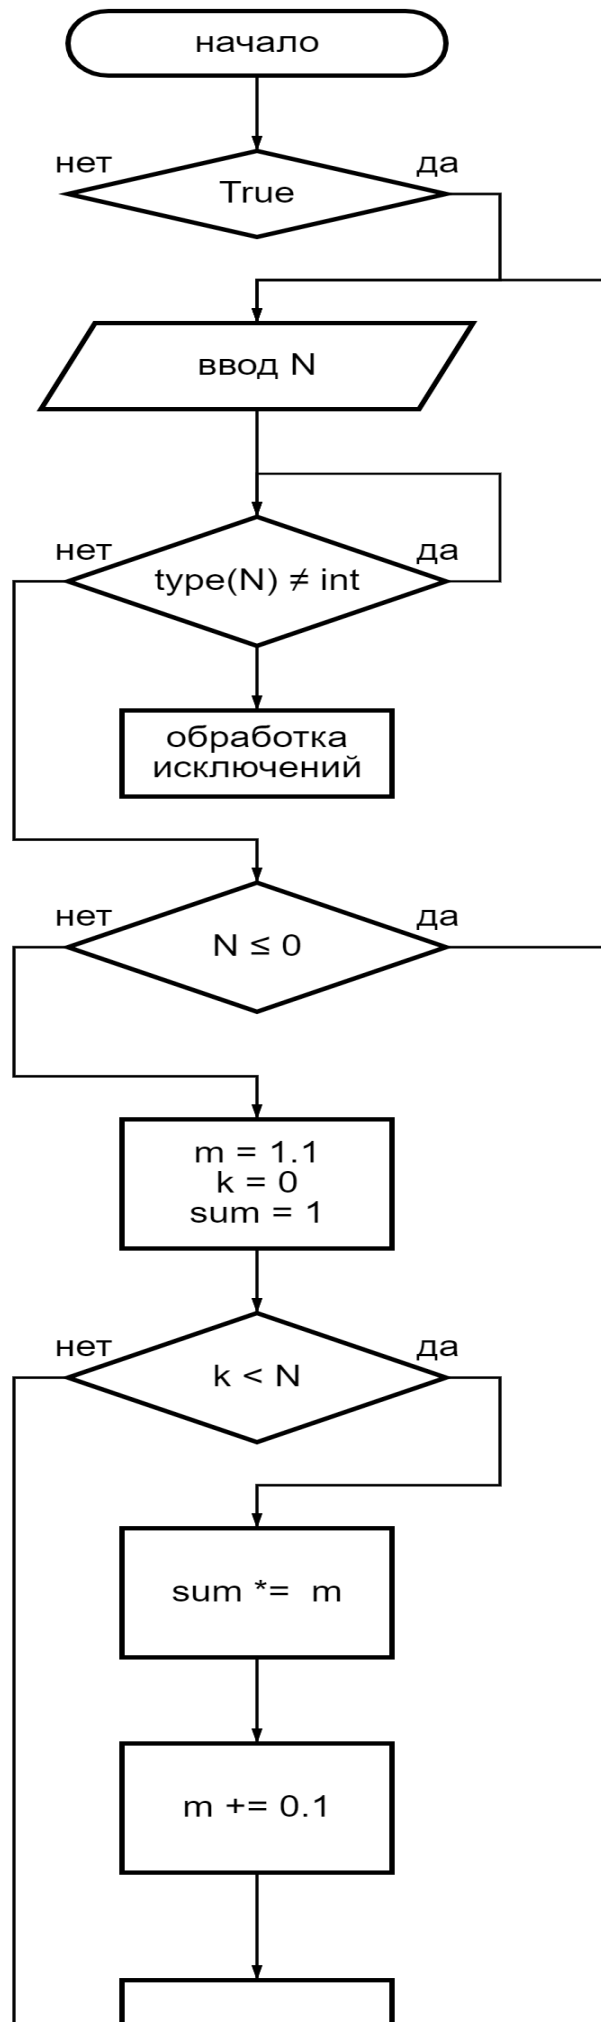 начало
нет
да
True
ввод N
нет
да
type(N) ≠ int
обработка
исключений
нет
да
N ≤ 0
m = 1.1
k = 0
sum = 1
нет
да
k < N
sum *=  m
m += 0.1